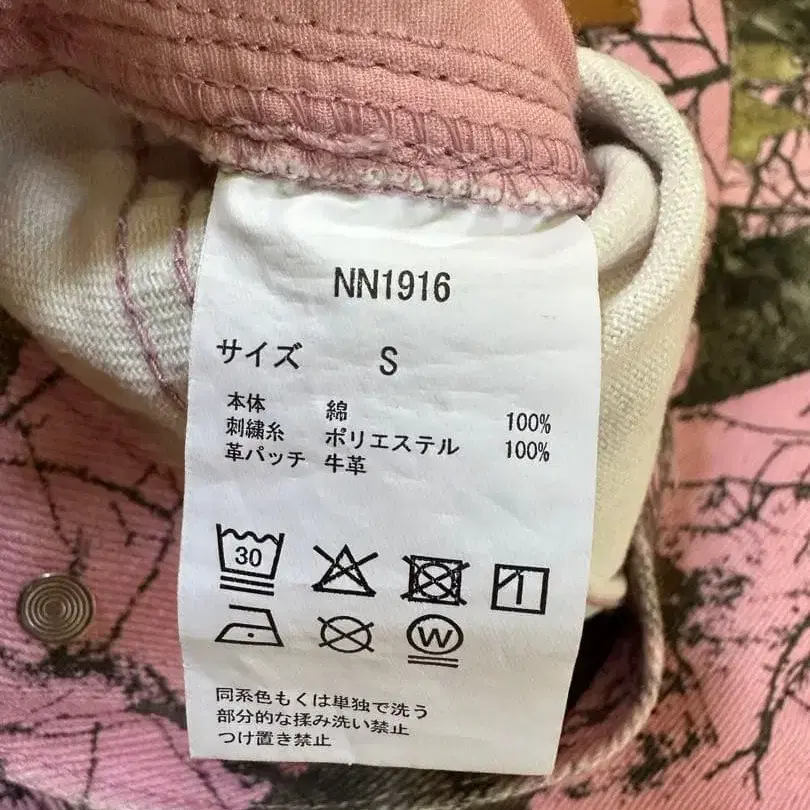 NN1916
サイズ S
本体 綿 100%
刺繍糸 ポリエステル 100%
革パッチ 牛革
30
W
同系色もくは単独で洗う
部分的な揉み洗い禁止
つけ置き禁止